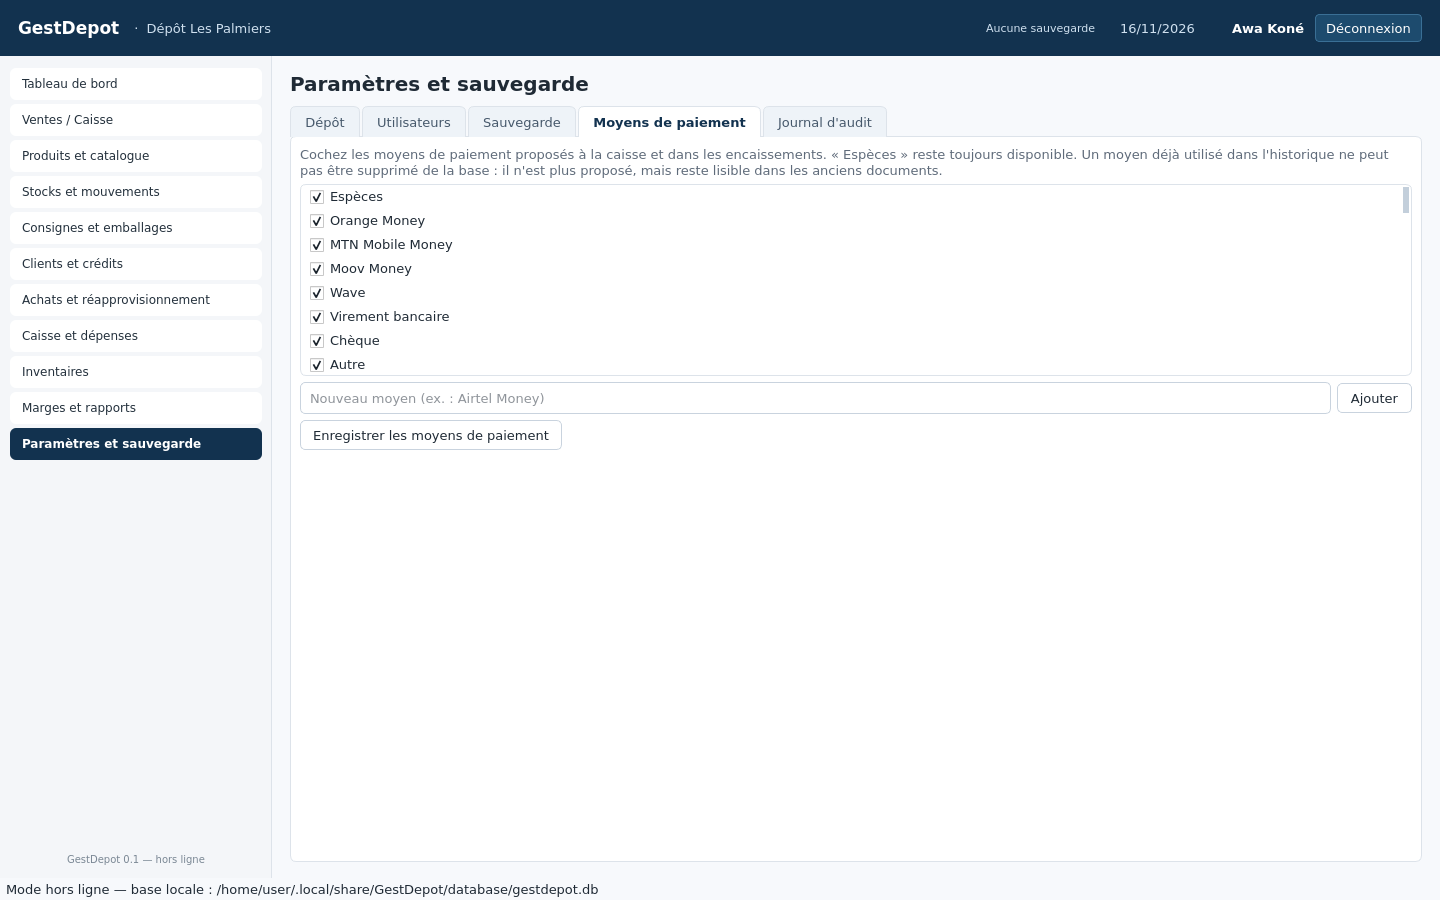 GestDepot · Dépôt Les Palmiers Aucune sauvegarde 16/11/2026 Awa Koné Déconnexion
Tableau de bord
Ventes / Caisse
Produits et catalogue
Stocks et mouvements
Consignes et emballages
Clients et crédits
Achats et réapprovisionnement
Caisse et dépenses
Inventaires
Marges et rapports
Paramètres et sauvegarde
GestDepot 0.1 — hors ligne
Paramètres et sauvegarde
Dépôt Utilisateurs Sauvegarde Moyens de paiement Journal d'audit
Cochez les moyens de paiement proposés à la caisse et dans les encaissements. « Espèces » reste toujours disponible. Un moyen déjà utilisé dans l'historique ne peut
pas être supprimé de la base : il n'est plus proposé, mais reste lisible dans les anciens documents.
Espèces
Orange Money
MTN Mobile Money
Moov Money
Wave
Virement bancaire
Chèque
Autre
Nouveau moyen (ex. : Airtel Money) Ajouter
Enregistrer les moyens de paiement
Mode hors ligne — base locale : /home/user/.local/share/GestDepot/database/gestdepot.db